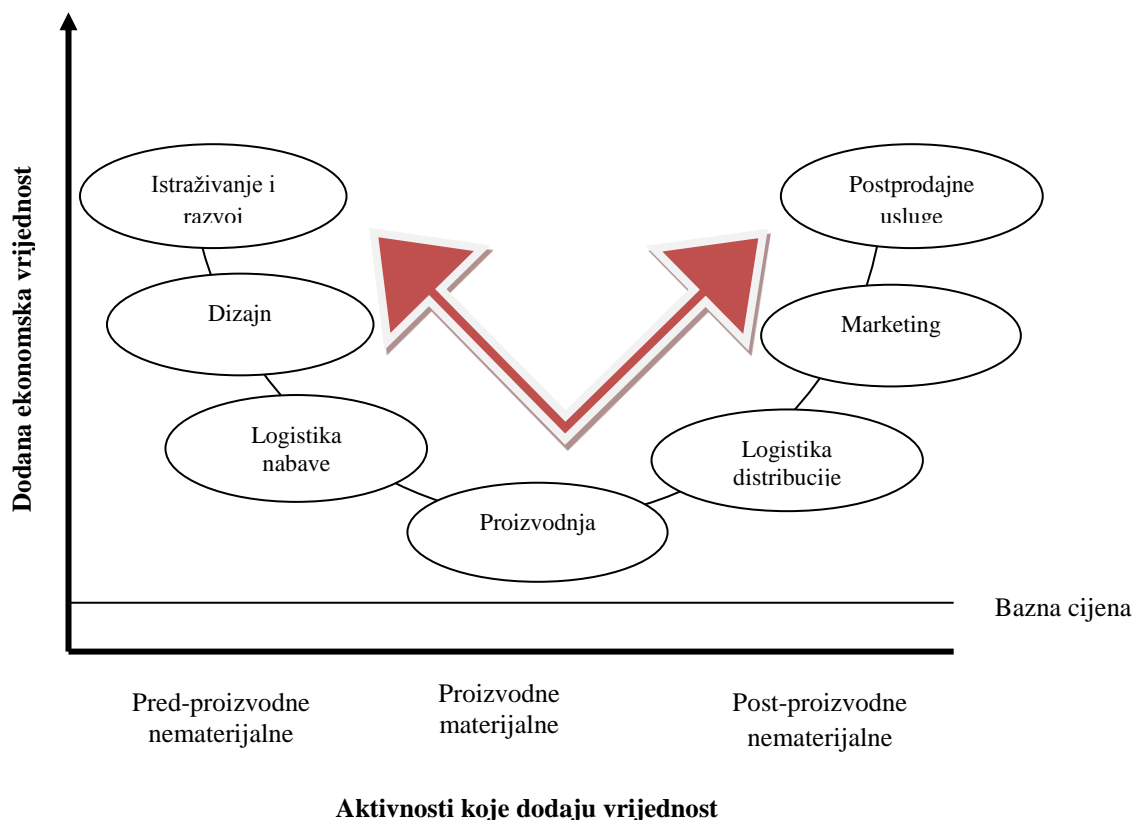 Dodana ekonomska vrijednost
Istraživanje i
razvoj
Postprodajne
usluge
Dizajn
Marketing
Logistika
nabave
Logistika
distribucije
Proizvodnja
Bazna cijena
Pred-proizvodne
nematerijalne
Proizvodne
materijalne
Post-proizvodne
nematerijalne
Aktivnosti koje dodaju vrijednost